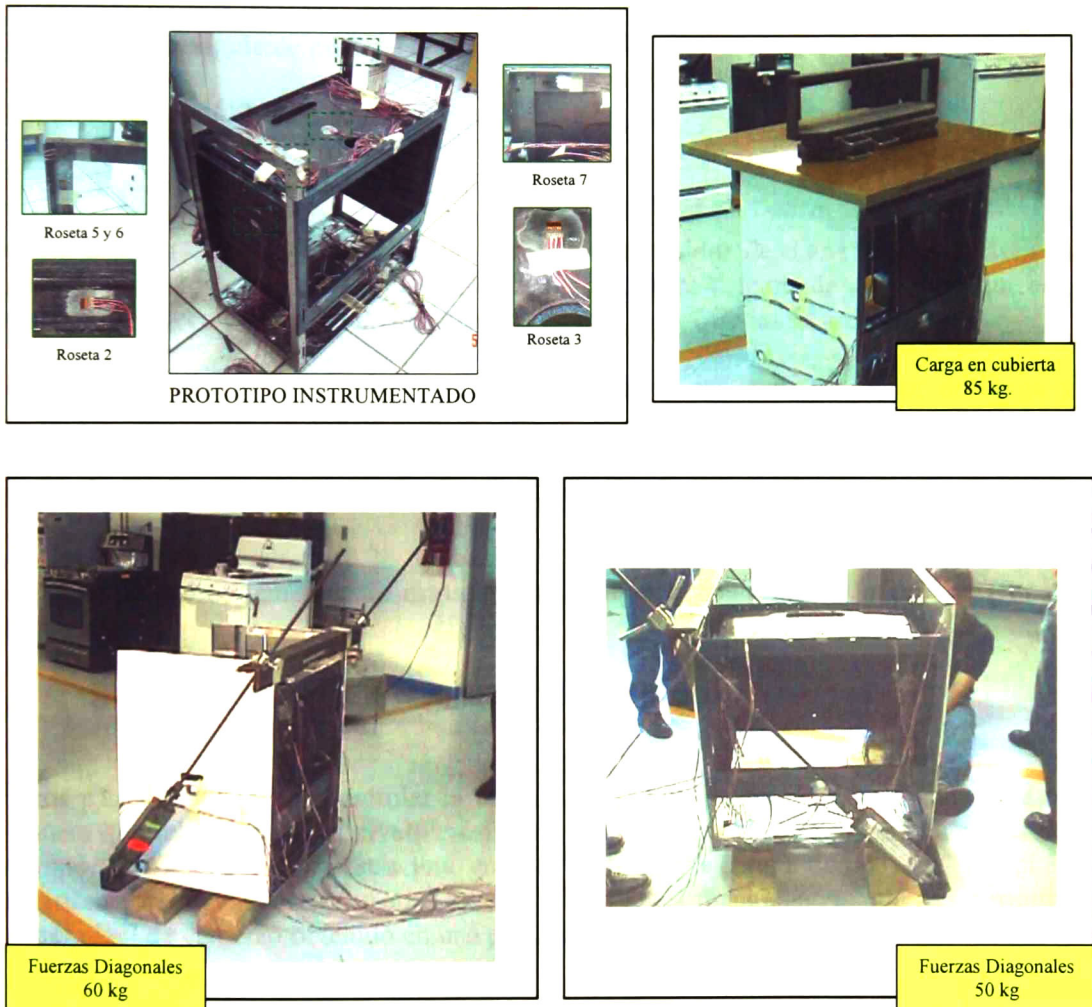 Roseta 5 y 6
Roseta 2
Roseta 7
Roseta 3
5
PROTOTIPO INSTRUMENTADO
Carga en cubierta
85 kg.
Fuerzas Diagonales
60 kg
Fuerzas Diagonales
50 kg